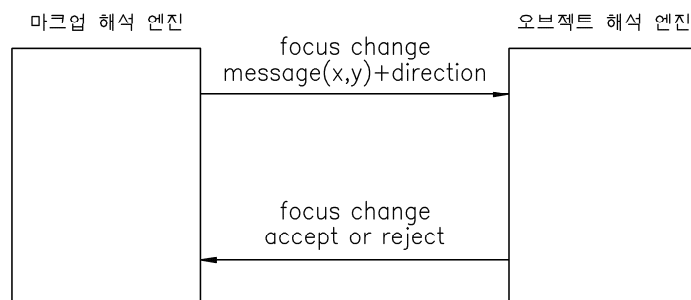 마크업 해석 엔진
오브젝트 해석 엔진
focus change
message(x,y)+direction
focus change
accept or reject